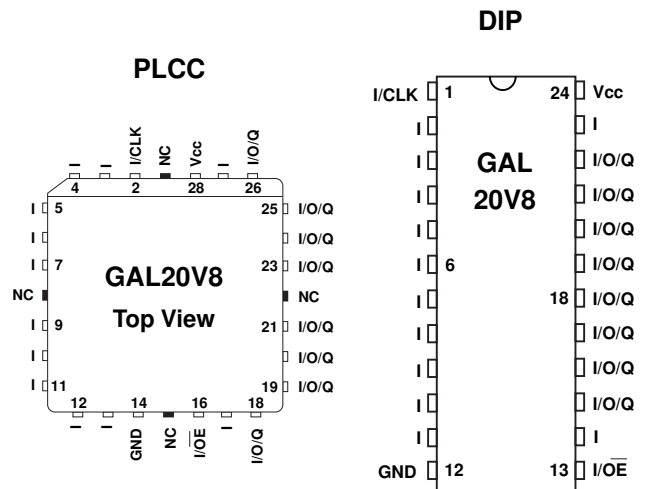 DIP
PLCC
I I I/CLK NC Vcc I I/O/Q
4 2 28 26
I 5 25 I/O/Q
I I/O/Q
I 7 23 I/O/Q
NC GAL20V8 NC
Top View
I 9 21 I/O/Q
I I/O/Q
I 11 19 I/O/Q
12 14 16 18
I I GND NC I/O̅E̅ I I/O/Q
I/CLK 1 24 Vcc
I I
I GAL I/O/Q
I 20V8 I/O/Q
I I/O/Q
I 6 I/O/Q
I 18 I/O/Q
I I/O/Q
I I/O/Q
I I/O/Q
I I
GND 12 13 I/O̅E̅